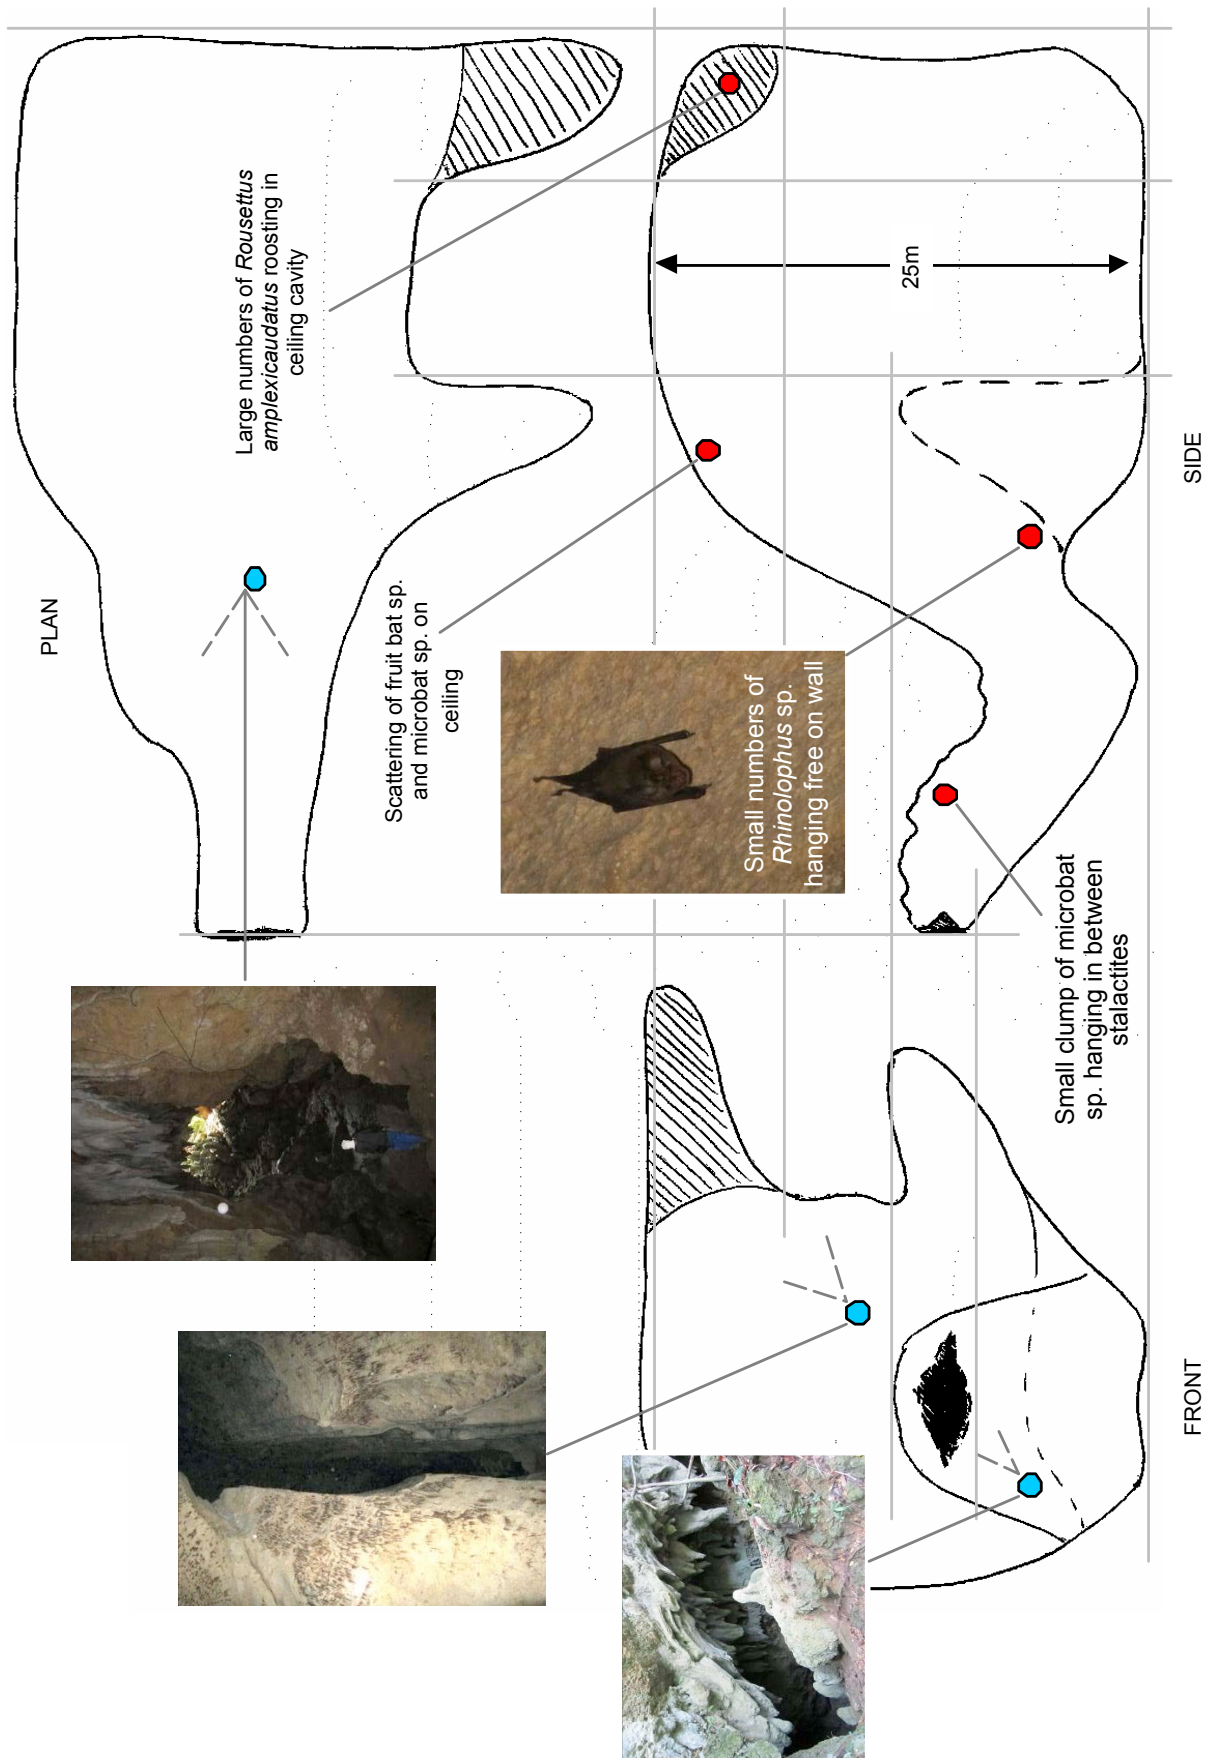 PLAN
Large numbers of Rousettus
amplexicaudatus roosting in
ceiling cavity
Scattering of fruit bat sp.
and microbat sp. on
ceiling
Small numbers of
Rhinolophus sp.
hanging free on wall
25m
SIDE
Small clump of microbat
sp. hanging in between
stalactites
FRONT